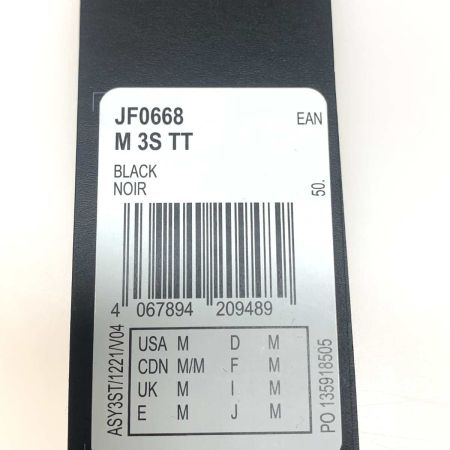 JF0668 EAN
M 3S TT
BLACK
NOIR
50.
4 067894 209489
USA M D M
CDN M/M F M
UK M I M
E M J M
ASY3ST/1221/V04
PO 135918505